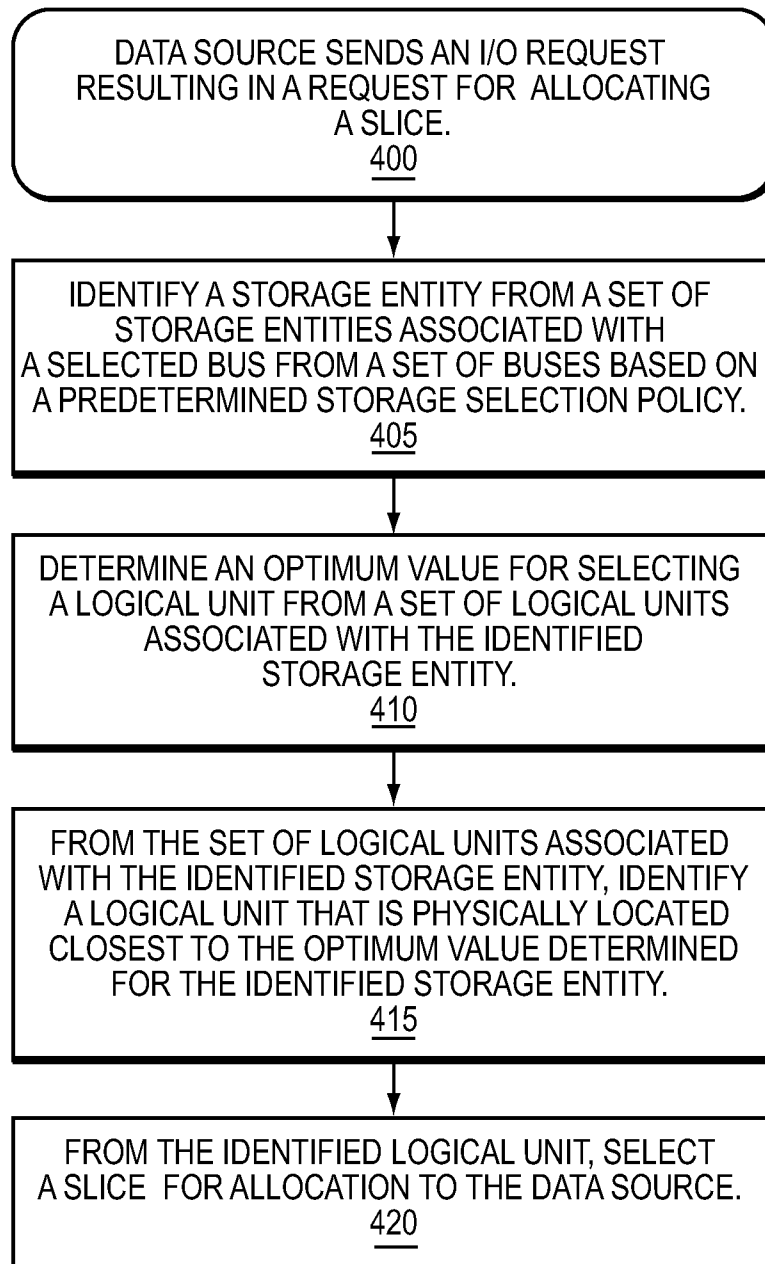 DATA SOURCE SENDS AN I/O REQUEST
RESULTING IN A REQUEST FOR ALLOCATING
A SLICE.
400
IDENTIFY A STORAGE ENTITY FROM A SET OF
STORAGE ENTITIES ASSOCIATED WITH
A SELECTED BUS FROM A SET OF BUSES BASED ON
A PREDETERMINED STORAGE SELECTION POLICY.
405
DETERMINE AN OPTIMUM VALUE FOR SELECTING
A LOGICAL UNIT FROM A SET OF LOGICAL UNITS
ASSOCIATED WITH THE IDENTIFIED
STORAGE ENTITY.
410
FROM THE SET OF LOGICAL UNITS ASSOCIATED
WITH THE IDENTIFIED STORAGE ENTITY, IDENTIFY
A LOGICAL UNIT THAT IS PHYSICALLY LOCATED
CLOSEST TO THE OPTIMUM VALUE DETERMINED
FOR THE IDENTIFIED STORAGE ENTITY.
415
FROM THE IDENTIFIED LOGICAL UNIT, SELECT
A SLICE FOR ALLOCATION TO THE DATA SOURCE.
420